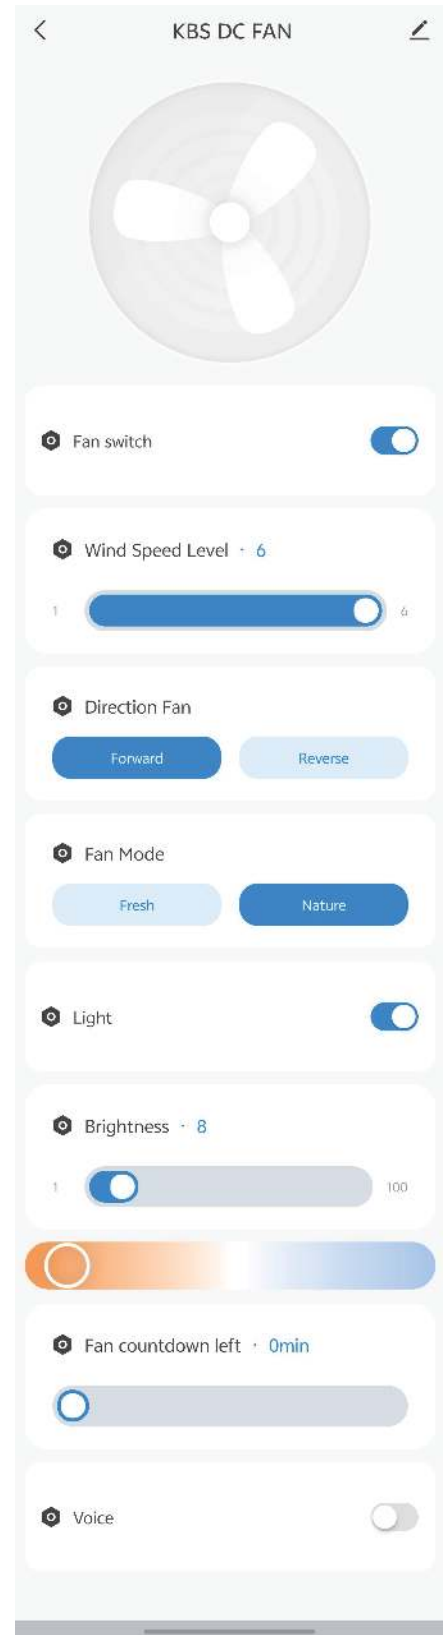 KBS DC FAN
Fan switch
Wind Speed Level · 6
1 6
Direction Fan
Forward Reverse
Fan Mode
Fresh Nature
Light
Brightness · 8
1 100
Fan countdown left · 0min
Voice